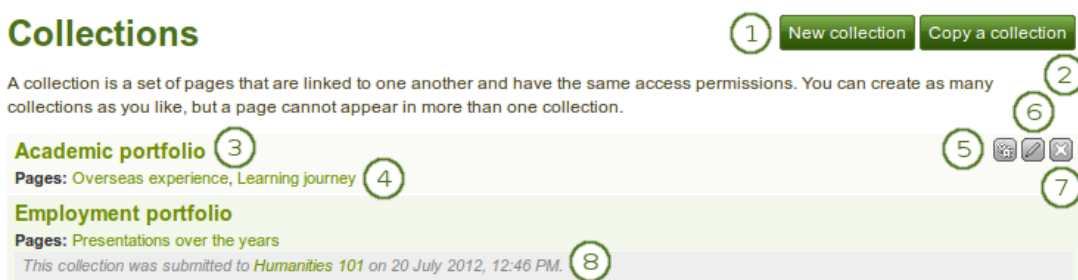 Collections
1 New collection Copy a collection
2
A collection is a set of pages that are linked to one another and have the same access permissions. You can create as many
collections as you like, but a page cannot appear in more than one collection.
6
Academic portfolio 3
5
Pages: Overseas experience, Learning journey 4
7
Employment portfolio
Pages: Presentations over the years
This collection was submitted to Humanities 101 on 20 July 2012, 12:46 PM. 8